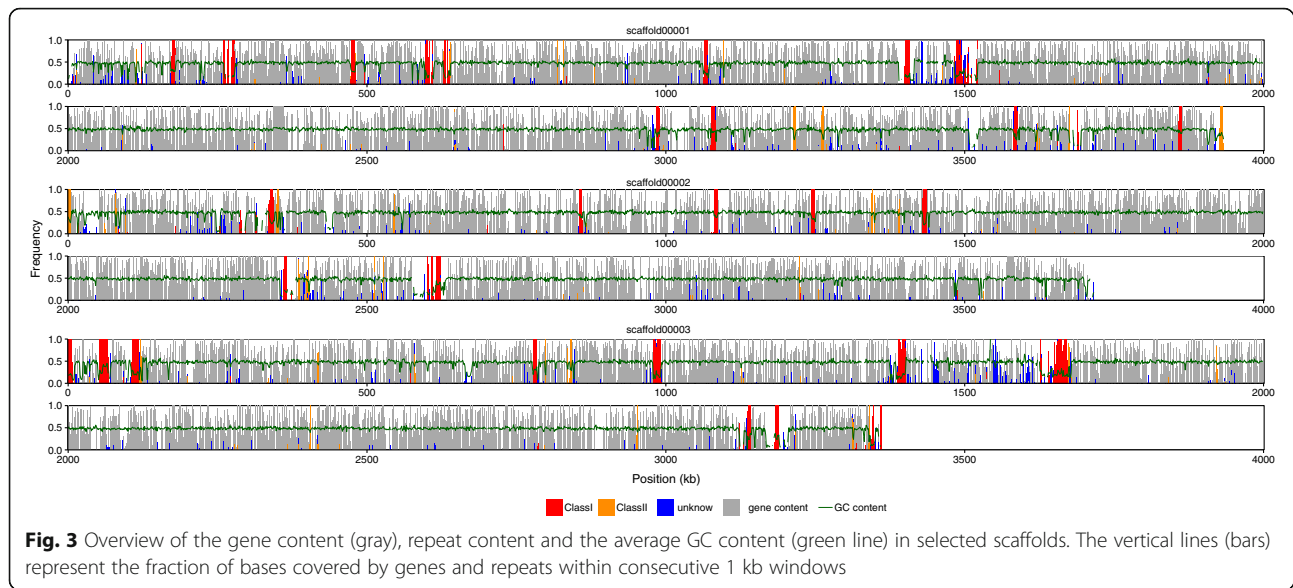 scaffold00001
1.0
0.5
0.0
0 500 1000 1500 2000
1.0
0.5
0.0
2000 2500 3000 3500 4000
scaffold00002
1.0
0.5
0.0
0 500 1000 1500 2000
Frequency
1.0
0.5
0.0
2000 2500 3000 3500 4000
scaffold00003
1.0
0.5
0.0
0 500 1000 1500 2000
1.0
0.5
0.0
2000 2500 3000 3500 4000
Position (kb)
ClassI ClassII unknow gene content GC content
Fig. 3 Overview of the gene content (gray), repeat content and the average GC content (green line) in selected scaffolds. The vertical lines (bars)
represent the fraction of bases covered by genes and repeats within consecutive 1 kb windows